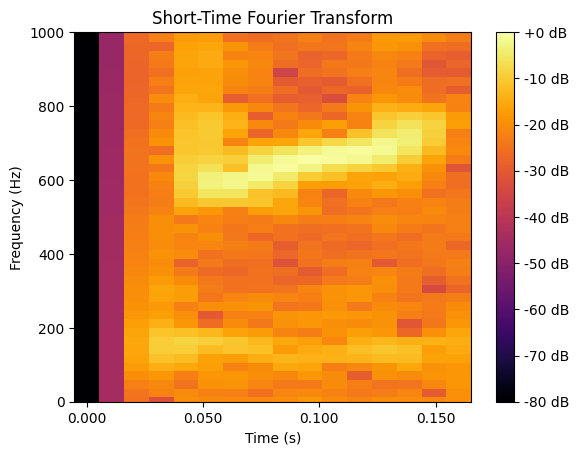 Short-Time Fourier Transform
1000
800
600
400
200
0
Frequency (Hz)
0.000
0.050
0.100
0.150
Time (s)
+0 dB
-10 dB
-20 dB
-30 dB
-40 dB
-50 dB
-60 dB
-70 dB
-80 dB